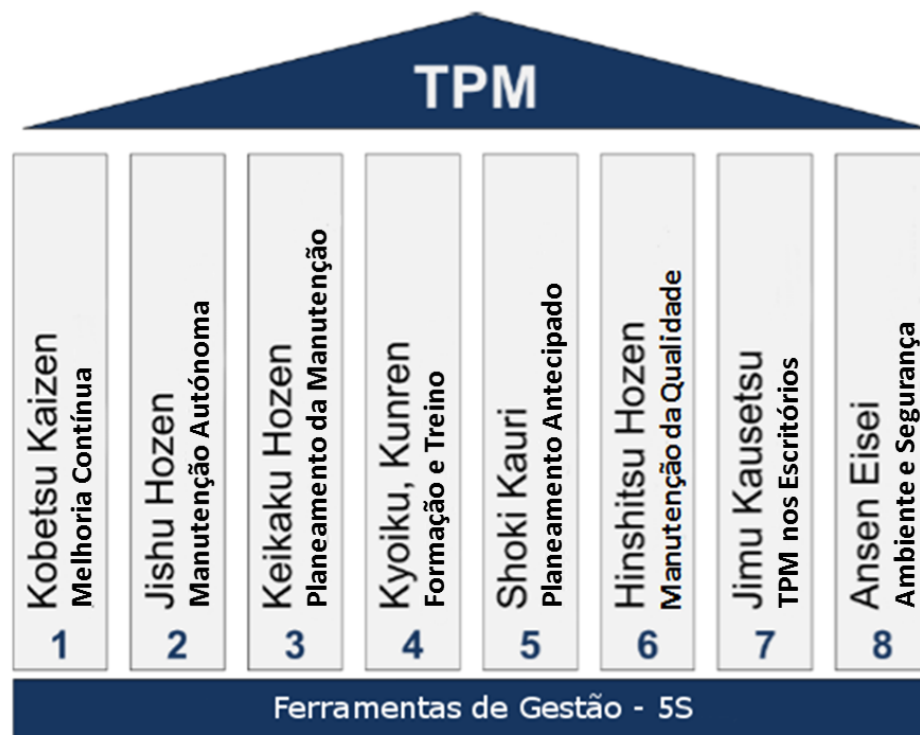 TPM
Kobetsu Kaizen
Melhoria Contínua
1
Jishu Hozen
Manutenção Autónoma
2
Keikaku Hozen
Planeamento da Manutenção
3
Kyoiku, Kunren
Formação e Treino
4
Shoki Kauri
Planeamento Antecipado
5
Hinshitsu Hozen
Manutenção da Qualidade
6
Jimu Kausetsu
TPM nos Escritórios
7
Ansen Eisei
Ambiente e Segurança
8
Ferramentas de Gestão - 5S